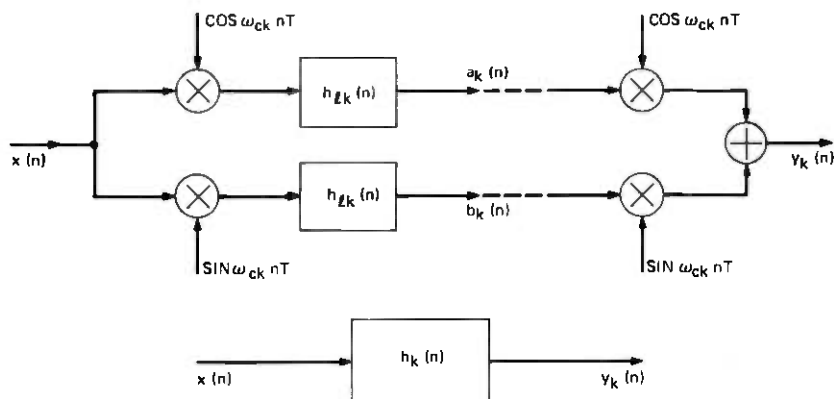 COS ω_ck nT
COS ω_ck nT
h_ℓk (n)
a_k (n)
x (n)
y_k (n)
h_ℓk (n)
b_k (n)
SIN ω_ck nT
SIN ω_ck nT
h_k (n)
x (n)
y_k (n)